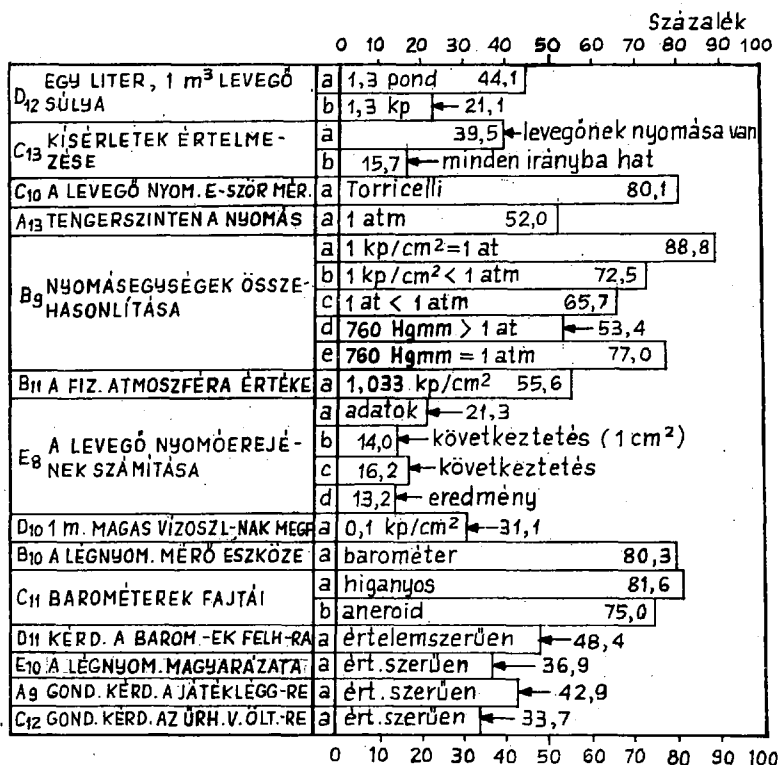 Százalék
0 10 20 30 40 50 60 70 80 90 100
D12 EGY LITER, 1 m³ LEVEGŐ SÚLYA
a 1,3 pond 44,1
b 1,3 kp 21,1
C13 KÍSÉRLETEK ÉRTELME-
ZÉSE
a 39,5 levegőnek nyomása van
b 15,7 minden irányba hat
C10 A LEVEGŐ NYOM. E-SZÖR MÉR. a Torricelli 80,1
A13 TENGERSZINTEN A NYOMÁS a 1 atm 52,0
B9 NYOMÁSEGYSÉGEK ÖSSZE-
HASONLÍTÁSA
a 1 kp/cm²=1 at 88,8
b 1 kp/cm² < 1 atm 72,5
c 1 at < 1 atm 65,7
d 760 Hgmm > 1 at 53,4
e 760 Hgmm = 1 atm 77,0
B11 A FIZ. ATMOSZFÉRA ÉRTÉKE a 1,033 kp/cm² 55,6
E8 A LEVEGŐ NYOMÓEREJÉ-
NEK SZÁMÍTÁSA
a adatok 21,3
b 14,0 következtetés (1 cm²)
c 16,2 következtetés
d 13,2 eredmény
D10 1 m. MAGAS VÍZOSZL-NAK MEGF a 0,1 kp/cm² 31,1
B10 A LÉGNYOM. MÉRŐ ESZKÖZE a barométer 80,3
C11 BAROMÉTEREK FAJTÁI
a higanyos 81,6
b aneroid 75,0
D11 KÉRD. A BAROM.-EK FELH-RA a értelemszerűen 48,4
E10 A LÉGNYOM. MAGYARÁZATA a ért.szerűen 36,9
A9 GOND. KÉRD. A JÁTÉKLÉGG-RE a ért.szerűen 42,9
C12 GOND. KÉRD. AZ ŰRH. V. ÖLT.-RE a ért.szerűen 33,7
0 10 20 30 40 50 60 70 80 90 100